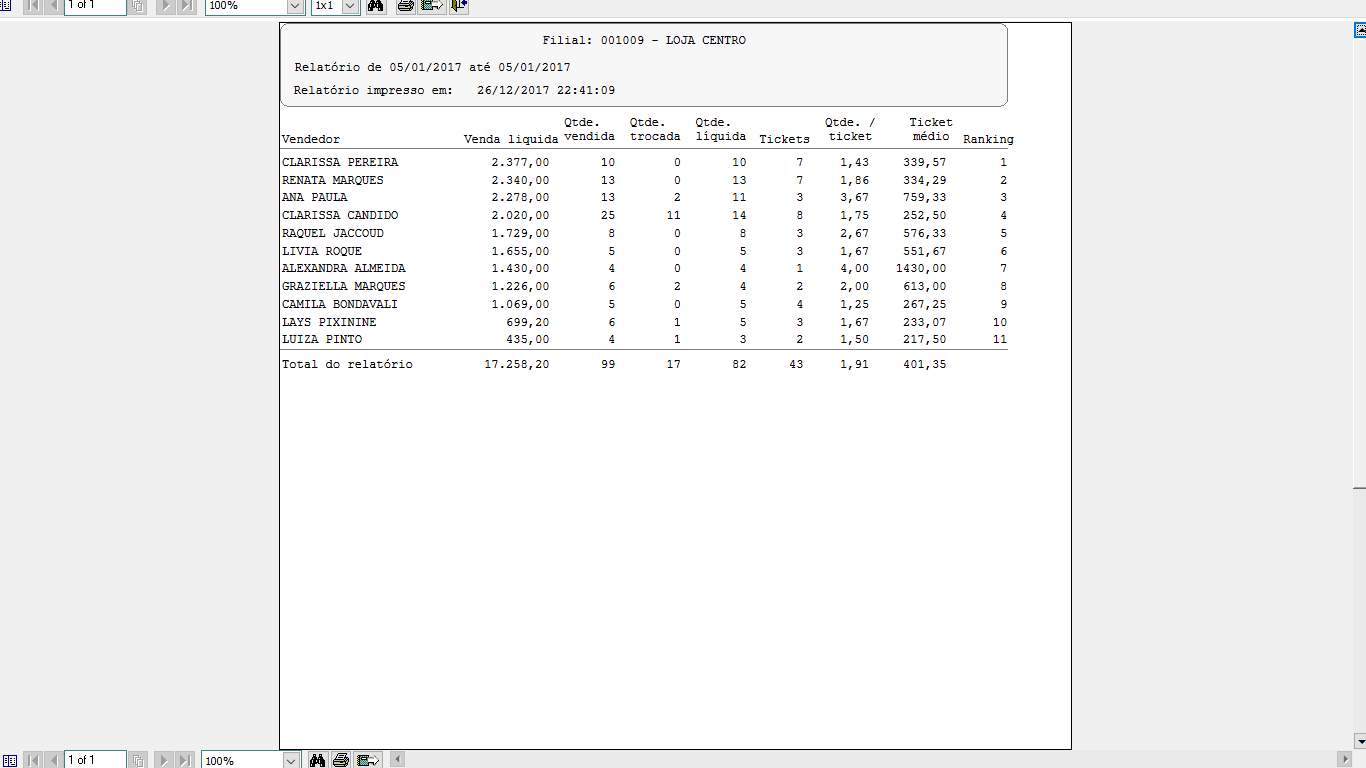 1 of 1 100% 1x1
Filial: 001009 - LOJA CENTRO
Relatório de 05/01/2017 até 05/01/2017
Relatório impresso em: 26/12/2017 22:41:09
Qtde. Qtde. Qtde. Qtde. / Ticket
Vendedor Venda líquida vendida trocada líquida Tickets ticket médio Ranking
CLARISSA PEREIRA 2.377,00 10 0 10 7 1,43 339,57 1
RENATA MARQUES 2.340,00 13 0 13 7 1,86 334,29 2
ANA PAULA 2.278,00 13 2 11 3 3,67 759,33 3
CLARISSA CANDIDO 2.020,00 25 11 14 8 1,75 252,50 4
RAQUEL JACCOUD 1.729,00 8 0 8 3 2,67 576,33 5
LIVIA ROQUE 1.655,00 5 0 5 3 1,67 551,67 6
ALEXANDRA ALMEIDA 1.430,00 4 0 4 1 4,00 1430,00 7
GRAZIELLA MARQUES 1.226,00 6 2 4 2 2,00 613,00 8
CAMILA BONDAVALI 1.069,00 5 0 5 4 1,25 267,25 9
LAYS PIXININE 699,20 6 1 5 3 1,67 233,07 10
LUIZA PINTO 435,00 4 1 3 2 1,50 217,50 11
Total do relatório 17.258,20 99 17 82 43 1,91 401,35
1 of 1 100%